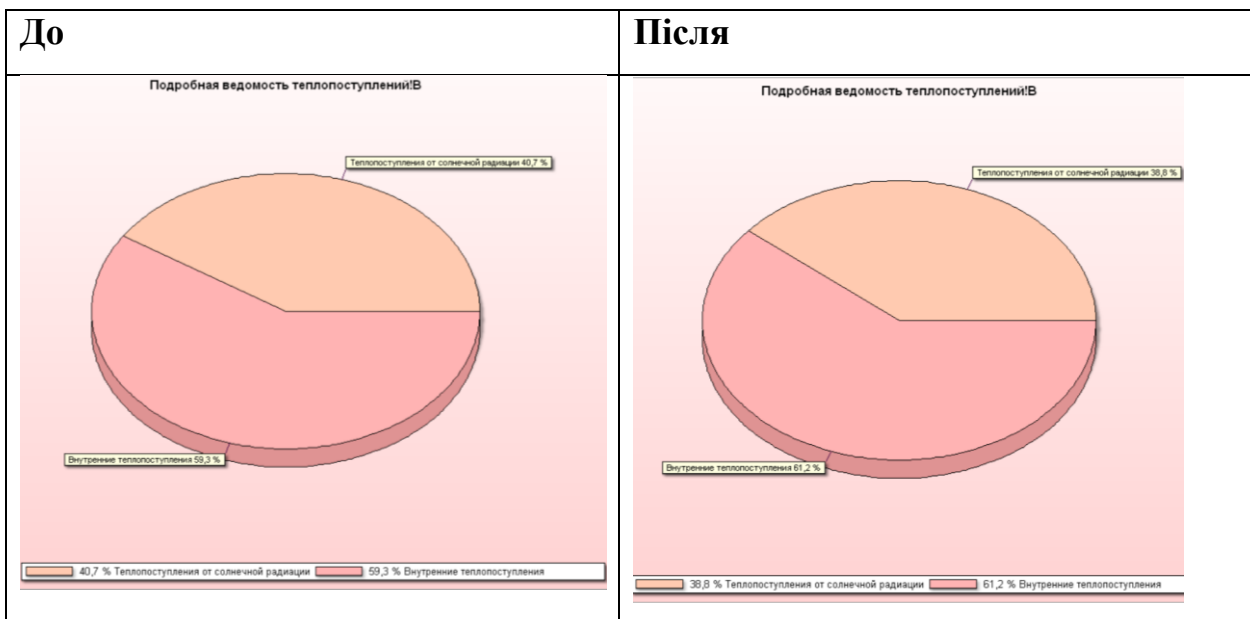 До
Після
Подробная ведомость теплопоступлений!В
Теплопоступления от солнечной радиации 40,7 %
Внутренние теплопоступления 59,3 %
40,7 % Теплопоступления от солнечной радиации 59,3 % Внутренние теплопоступления
Подробная ведомость теплопоступлений!В
Теплопоступления от солнечной радиации 38,8 %
Внутренние теплопоступления 61,2 %
38,8 % Теплопоступления от солнечной радиации 61,2 % Внутренние теплопоступления